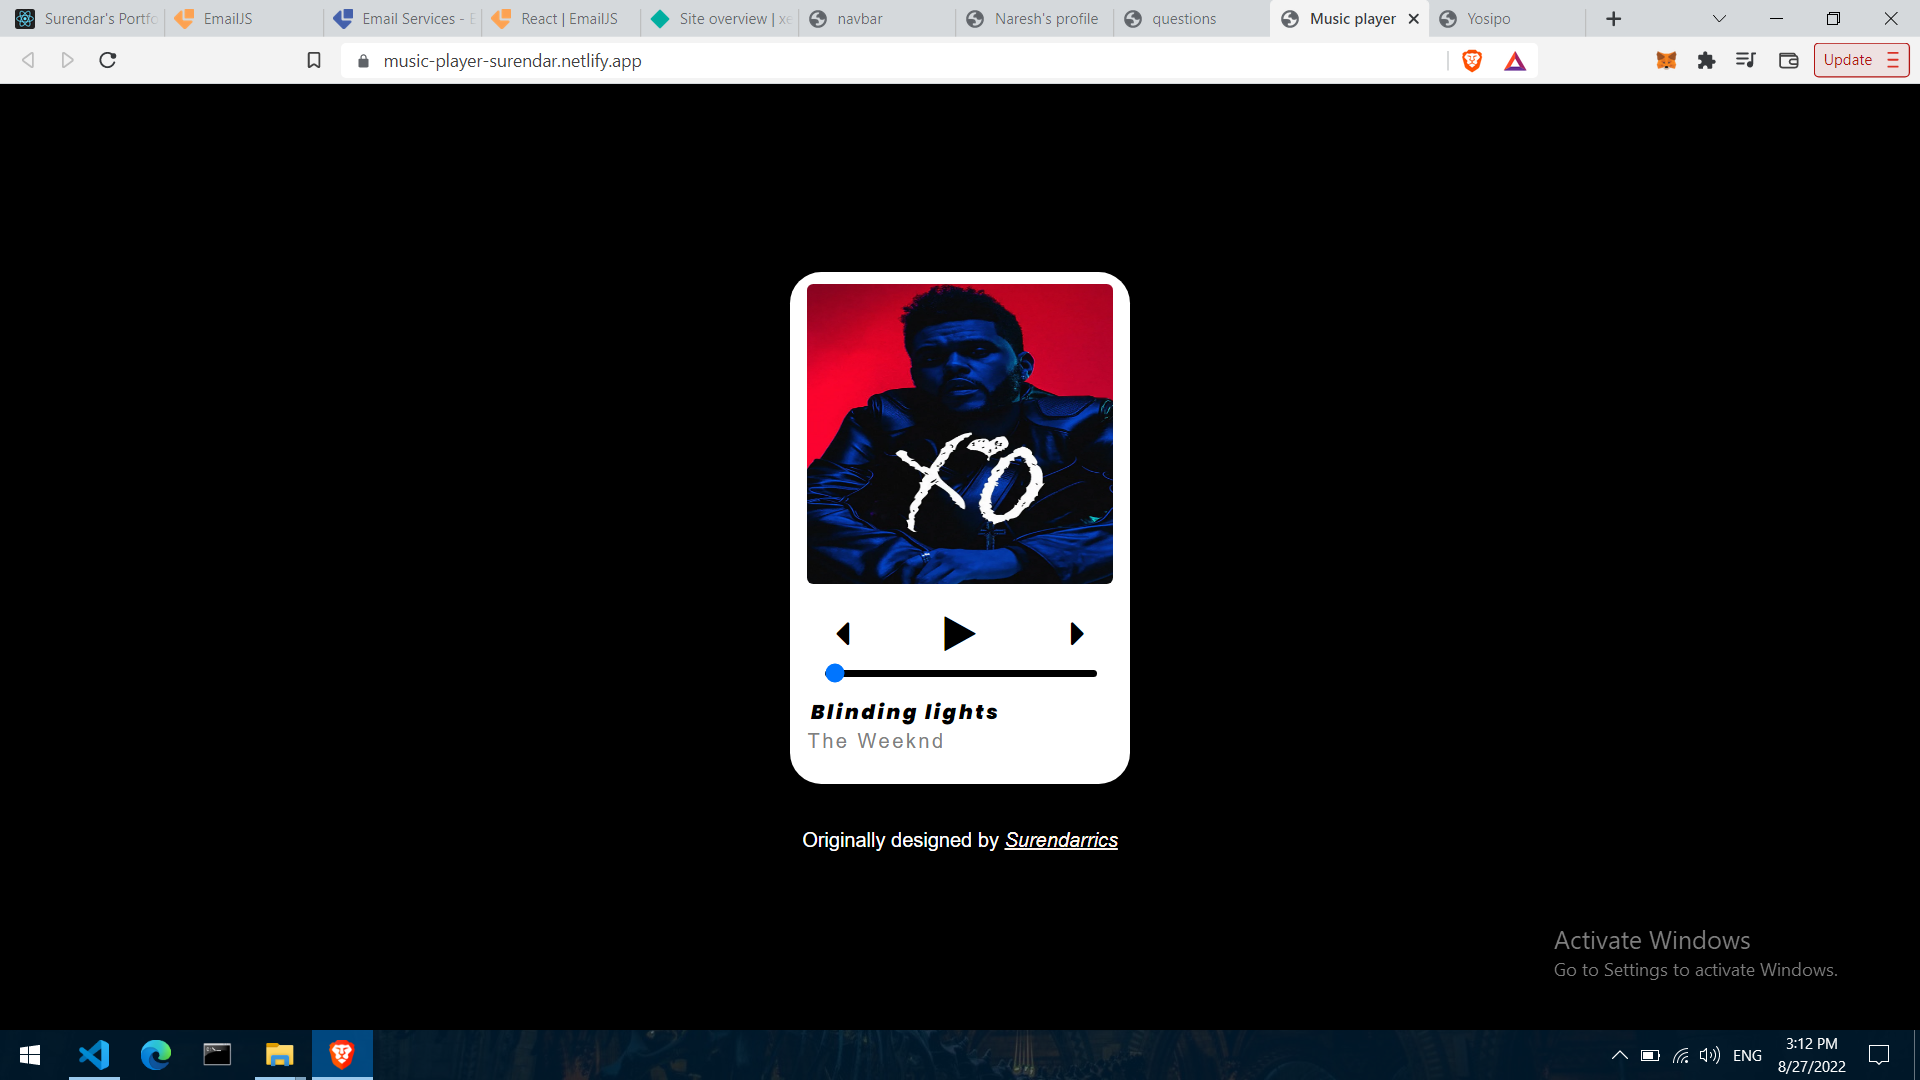 Surendar's Portfo
EmailJS
Email Services - E
React | EmailJS
Site overview | xe
navbar
Naresh's profile
questions
Music player
Yosipo
music-player-surendar.netlify.app
Update
XO
Blinding lights
The Weeknd
Originally designed by Surendarrics
Activate Windows
Go to Settings to activate Windows.
ENG
3:12 PM
8/27/2022